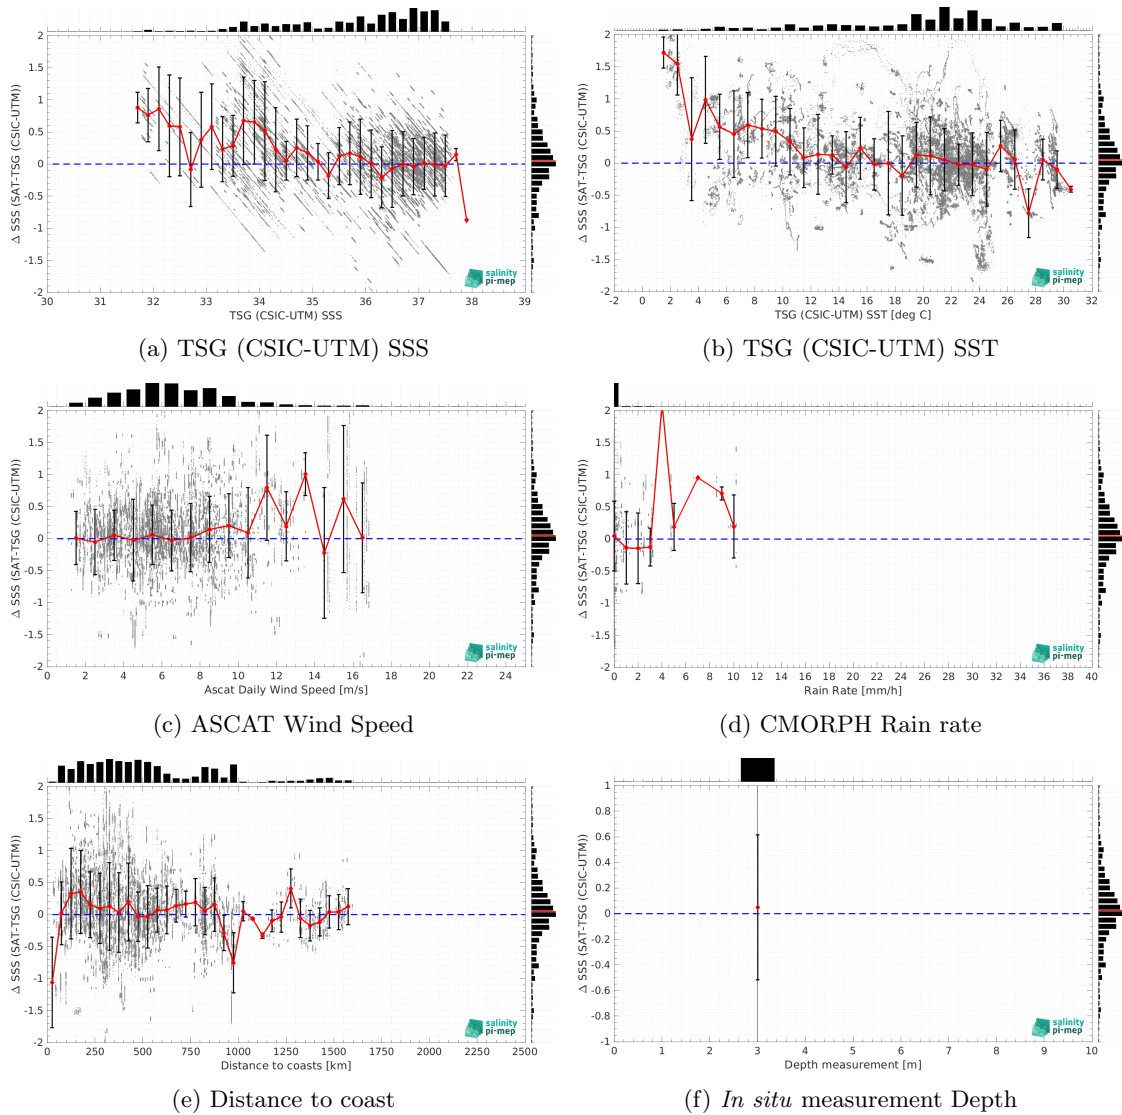 Δ SSS (SAT-TSG (CSIC-UTM))
2
1.5
1
0.5
0
-0.5
-1
-1.5
-2
30 31 32 33 34 35 36 37 38 39
TSG (CSIC-UTM) SSS
salinity
pi-mep
(a) TSG (CSIC-UTM) SSS
Δ SSS (SAT-TSG (CSIC-UTM))
2
1.5
1
0.5
0
-0.5
-1
-1.5
-2
-2 0 2 4 6 8 10 12 14 16 18 20 22 24 26 28 30 32
TSG (CSIC-UTM) SST [deg C]
salinity
pi-mep
(b) TSG (CSIC-UTM) SST
Δ SSS (SAT-TSG (CSIC-UTM))
2
1.5
1
0.5
0
-0.5
-1
-1.5
-2
0 2 4 6 8 10 12 14 16 18 20 22 24
Ascat Daily Wind Speed [m/s]
salinity
pi-mep
(c) ASCAT Wind Speed
Δ SSS (SAT-TSG (CSIC-UTM))
2
1.5
1
0.5
0
-0.5
-1
-1.5
-2
0 2 4 6 8 10 12 14 16 18 20 22 24 26 28 30 32 34 36 38 40
Rain Rate [mm/h]
salinity
pi-mep
(d) CMORPH Rain rate
Δ SSS (SAT-TSG (CSIC-UTM))
2
1.5
1
0.5
0
-0.5
-1
-1.5
-2
0 250 500 750 1000 1250 1500 1750 2000 2250 2500
Distance to coasts [km]
salinity
pi-mep
(e) Distance to coast
Δ SSS (SAT-TSG (CSIC-UTM))
1
0.8
0.6
0.4
0.2
0
-0.2
-0.4
-0.6
-0.8
-1
0 1 2 3 4 5 6 7 8 9 10
Depth measurement [m]
salinity
pi-mep
(f) In situ measurement Depth